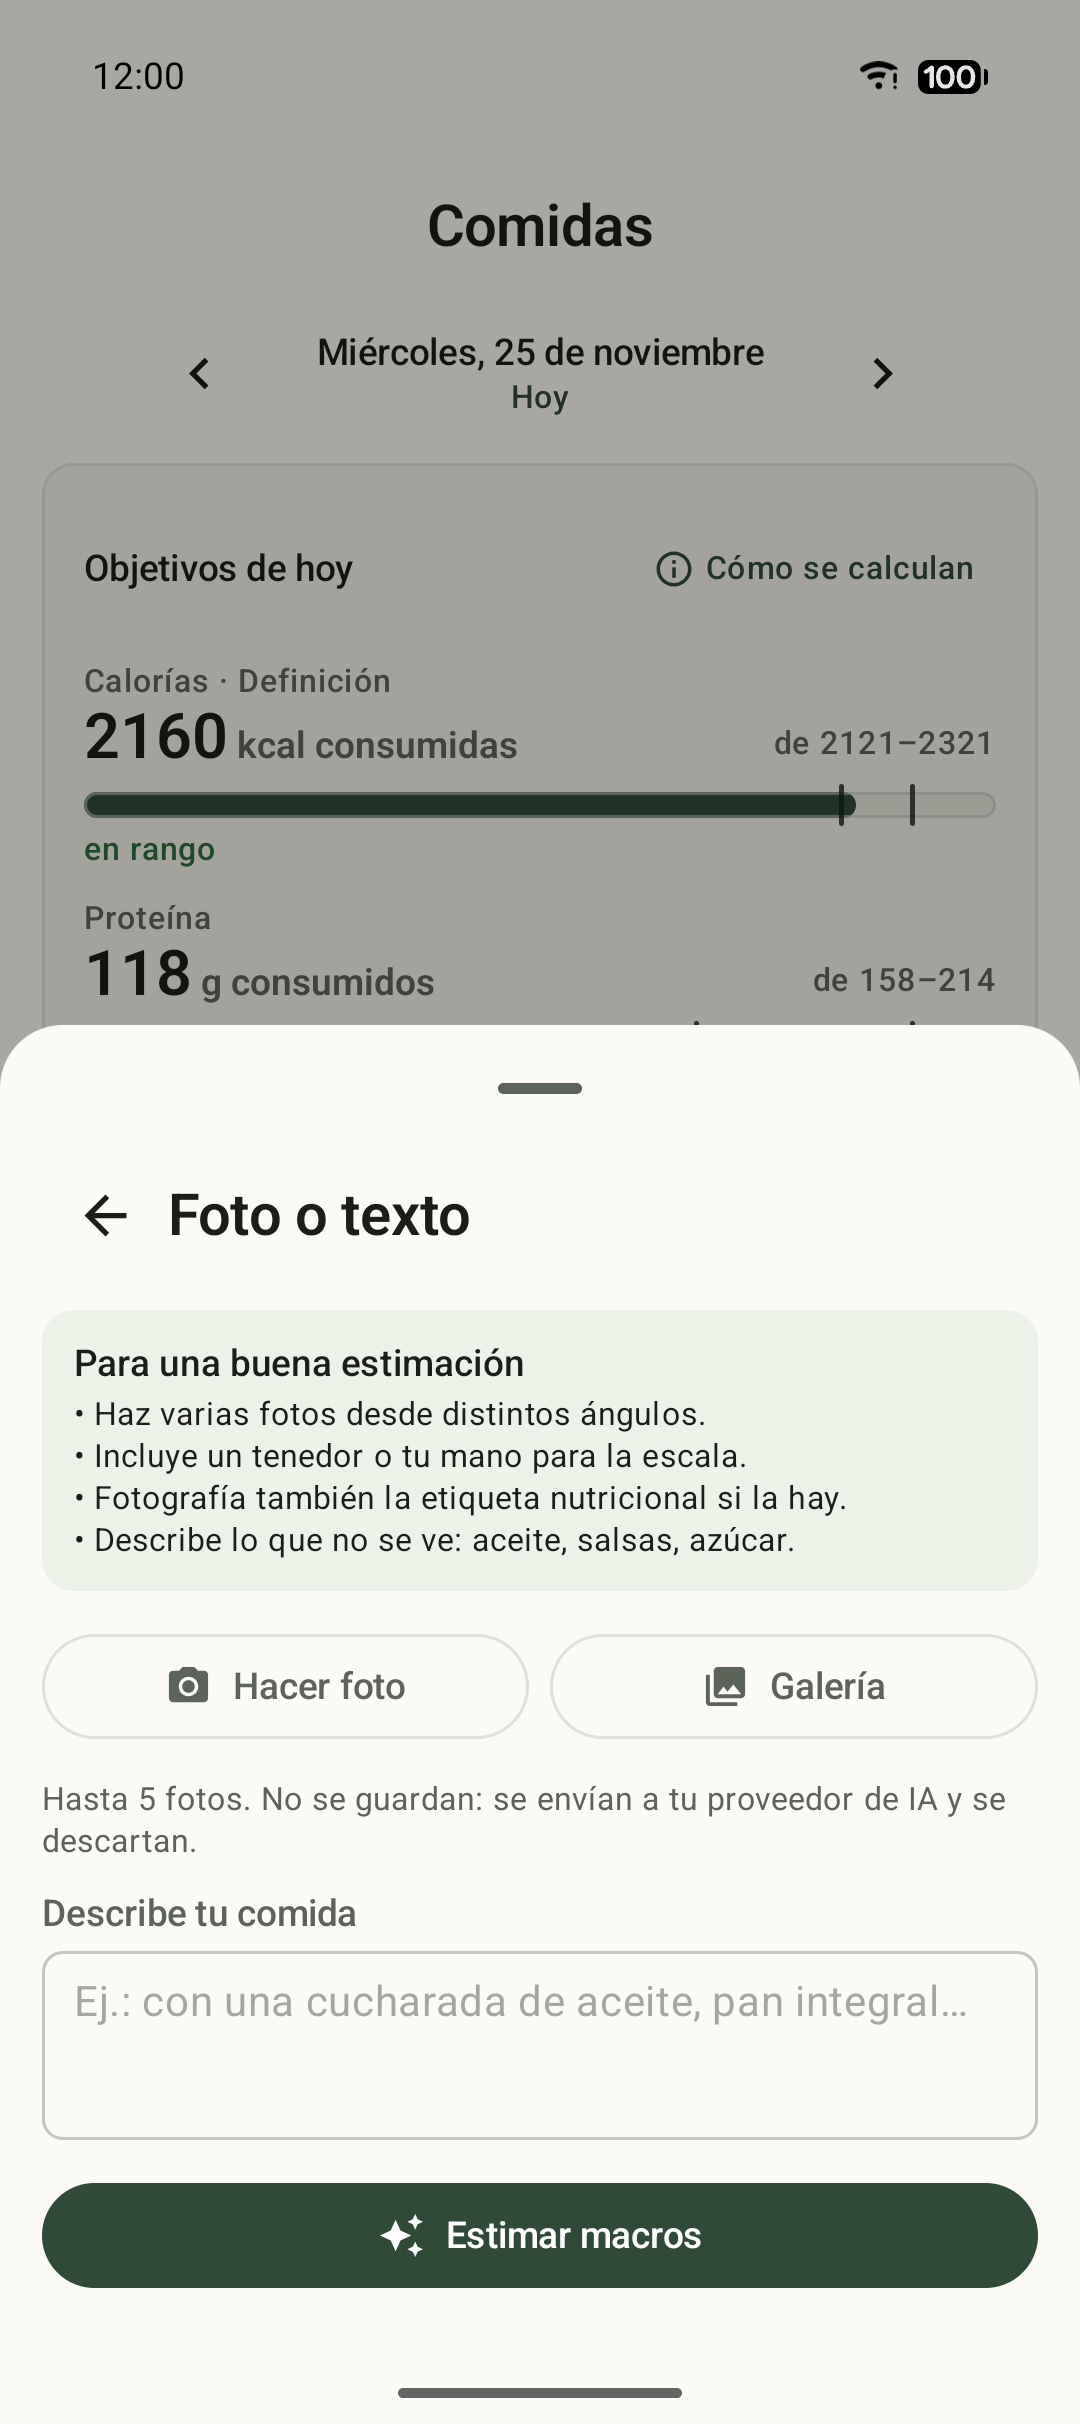 12:00
100
Comidas
Miércoles, 25 de noviembre
Hoy
Objetivos de hoy
Cómo se calculan
Calorías · Definición
2160 kcal consumidas
de 2121–2321
en rango
Proteína
118 g consumidos
de 158–214
Foto o texto
Para una buena estimación
• Haz varias fotos desde distintos ángulos.
• Incluye un tenedor o tu mano para la escala.
• Fotografía también la etiqueta nutricional si la hay.
• Describe lo que no se ve: aceite, salsas, azúcar.
Hacer foto
Galería
Hasta 5 fotos. No se guardan: se envían a tu proveedor de IA y se
descartan.
Describe tu comida
Ej.: con una cucharada de aceite, pan integral…
Estimar macros